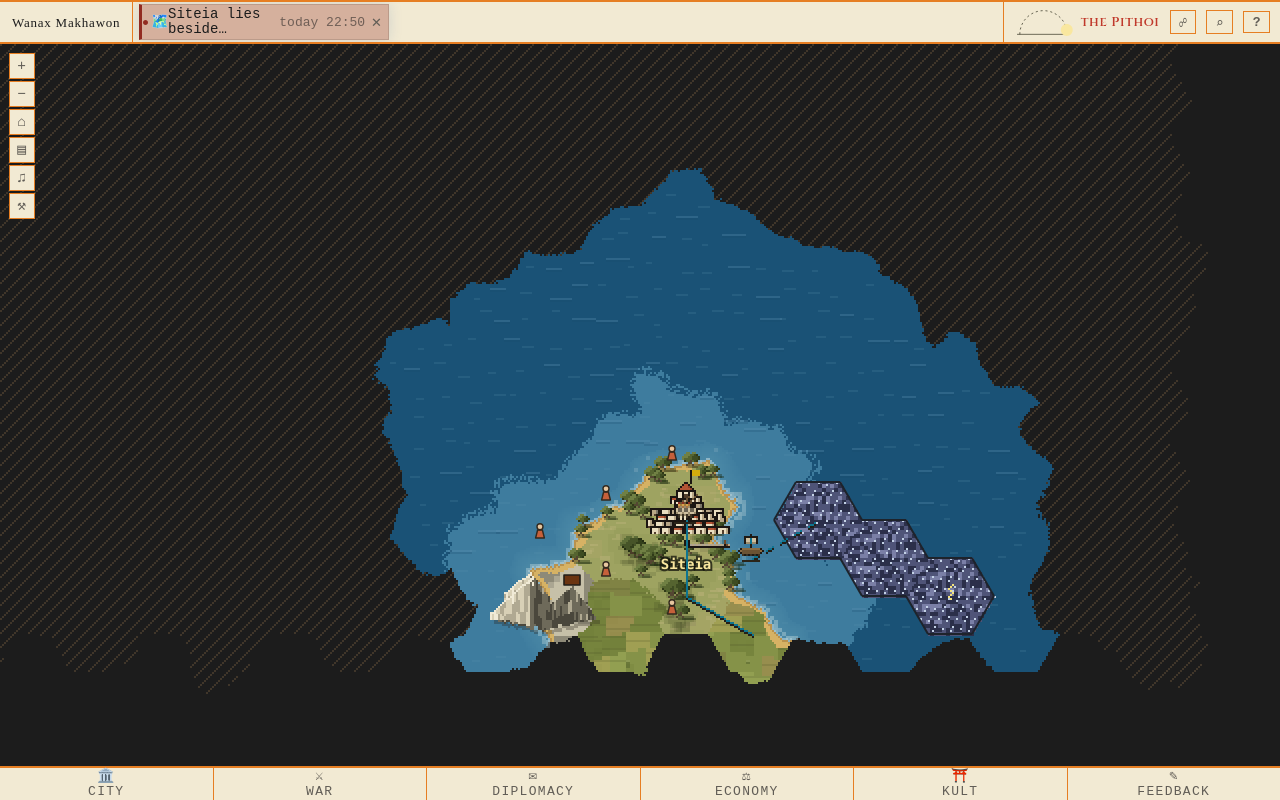 Wanax Makhawon
Siteia lies
beside…
today 22:50 ✕
THE PITHOI
?
Siteia
CITY
WAR
DIPLOMACY
ECONOMY
KULT
FEEDBACK